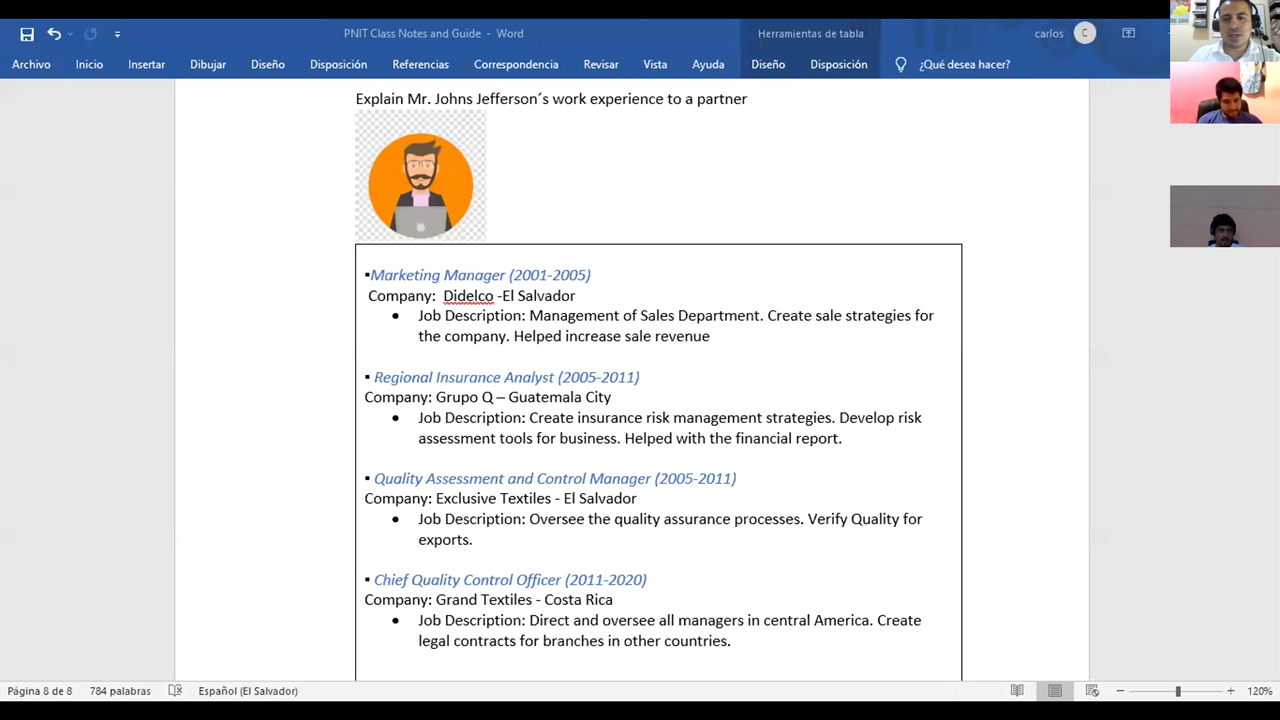 PNIT Class Notes and Guide - Word
Herramientas de tabla
carlos
C
Archivo
Inicio
Insertar
Dibujar
Diseño
Disposición
Referencias
Correspondencia
Revisar
Vista
Ayuda
Diseño
Disposición
¿Qué desea hacer?
Explain Mr. Johns Jefferson´s work experience to a partner
▪Marketing Manager (2001-2005)
Company: Didelco -El Salvador
• Job Description: Management of Sales Department. Create sale strategies for
the company. Helped increase sale revenue
▪ Regional Insurance Analyst (2005-2011)
Company: Grupo Q – Guatemala City
• Job Description: Create insurance risk management strategies. Develop risk
assessment tools for business. Helped with the financial report.
▪ Quality Assessment and Control Manager (2005-2011)
Company: Exclusive Textiles - El Salvador
• Job Description: Oversee the quality assurance processes. Verify Quality for
exports.
▪ Chief Quality Control Officer (2011-2020)
Company: Grand Textiles - Costa Rica
• Job Description: Direct and oversee all managers in central America. Create
legal contracts for branches in other countries.
Página 8 de 8
784 palabras
Español (El Salvador)
120%